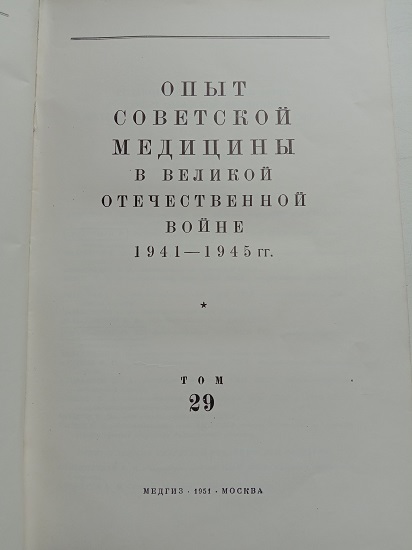 ОПЫТ
СОВЕТСКОЙ
МЕДИЦИНЫ
В ВЕЛИКОЙ
ОТЕЧЕСТВЕННОЙ
ВОЙНЕ
1941—1945 гг.
★
ТОМ
29
МЕДГИЗ · 1951 · МОСКВА